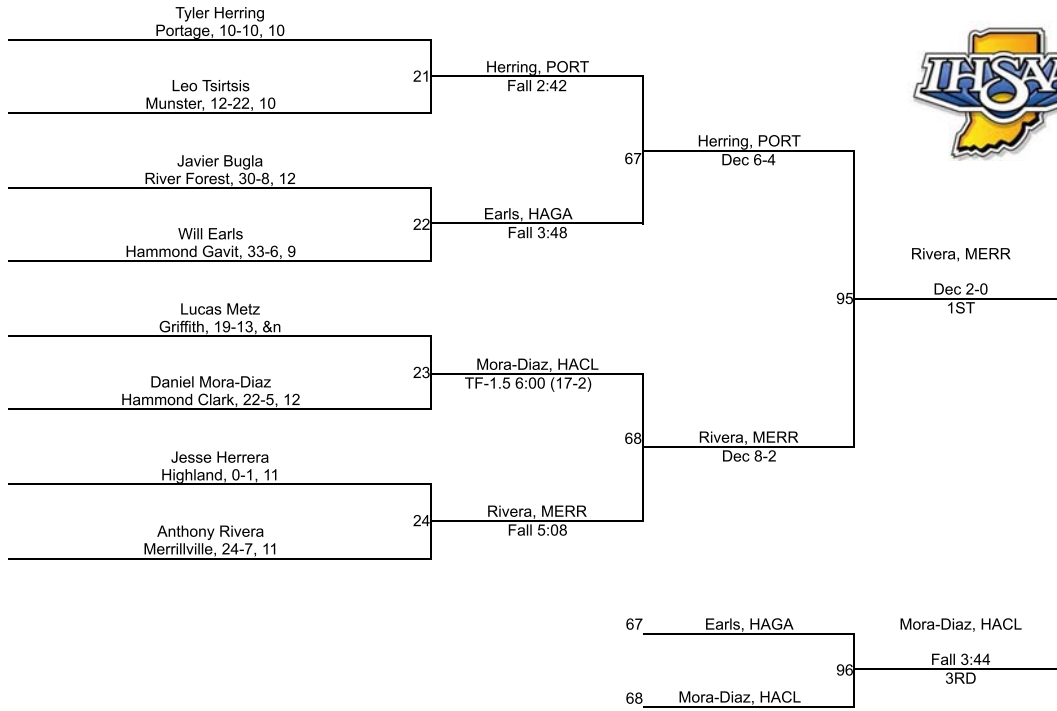 Tyler Herring
Portage, 10-10, 10
21
Leo Tsirtsis
Munster, 12-22, 10
Herring, PORT
Fall 2:42
Javier Bugla
River Forest, 30-8, 12
22
Will Earls
Hammond Gavit, 33-6, 9
Earls, HAGA
Fall 3:48
67
Herring, PORT
Dec 6-4
Lucas Metz
Griffith, 19-13, &n
23
Daniel Mora-Diaz
Hammond Clark, 22-5, 12
Mora-Diaz, HACL
TF-1.5 6:00 (17-2)
Jesse Herrera
Highland, 0-1, 11
24
Anthony Rivera
Merrillville, 24-7, 11
Rivera, MERR
Fall 5:08
68
Rivera, MERR
Dec 8-2
95
Rivera, MERR
Dec 2-0
1ST
IHSAA
67
Earls, HAGA
68
Mora-Diaz, HACL
96
Mora-Diaz, HACL
Fall 3:44
3RD